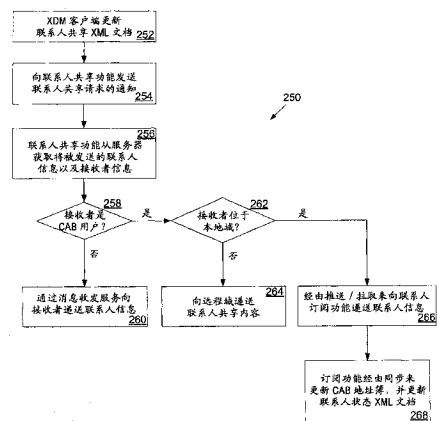 XDM 客户端更新
联系人共享 XML 文档
252
向联系人共享功能发送
联系人共享请求的通知
254
250
256
联系人共享功能从服务器
获取将被发送的联系人
信息以及接收者信息
258
接收者是
CAB 用户?
是
262
接收者位于
本地域?
是
否
否
通过消息收发服务向
接收者递送联系人信息
260
向远程域递送
联系人共享内容
264
经由推送/拉取来向联系人
订阅功能递送联系人信息
266
订阅功能经由同步来
更新 CAB 地址簿,并更新
联系人状态 XML 文档
268